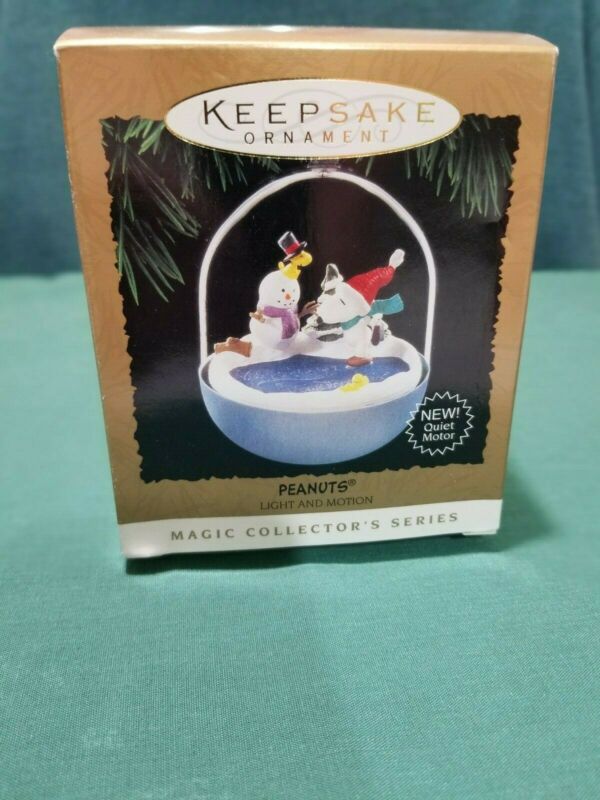 KEEPSAKE
ORNAMENT
NEW!
Quiet
Motor
PEANUTS®
LIGHT AND MOTION
MAGIC COLLECTOR'S SERIES